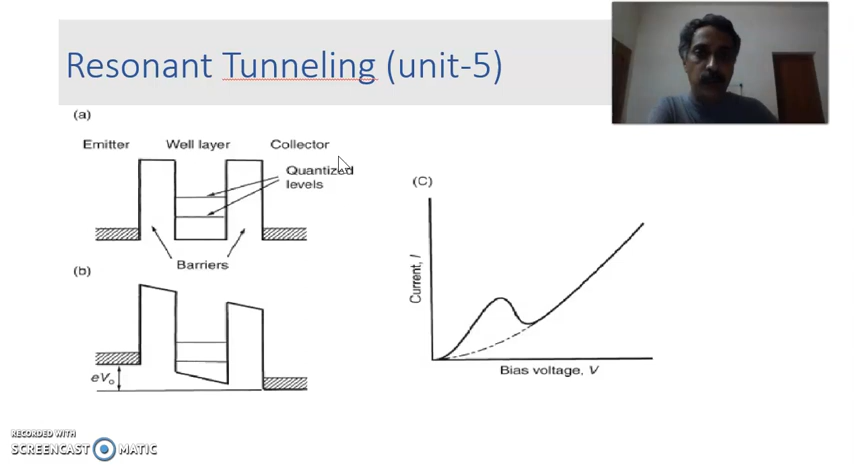 Resonant Tunneling (unit-5)
(a)
Emitter Well layer Collector
Quantized
levels
Barriers
(b)
eV₀
(C)
Current, I
Bias voltage, V
RECORDED WITH
SCREENCAST MATIC